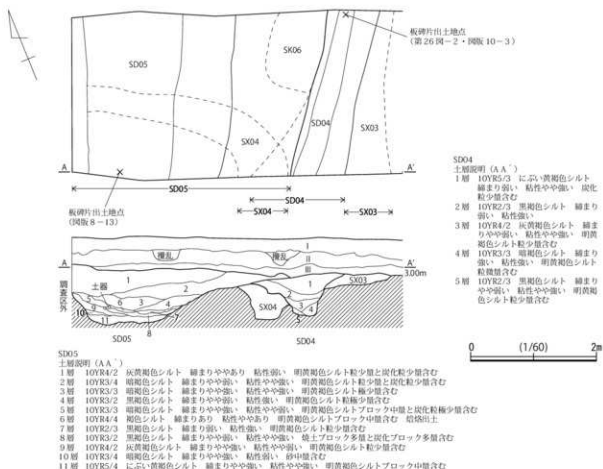 板碑片出土地点
(第26図-2・図版10-3)
SD05
SK06
SX04
SD04
SX03
A
A'
SD05
SD04
SX04
SX03
板碑片出土地点
(図版8-13)
A
A'
3.00m
調査区外
撹乱
撹乱
I
II
III
土器
SX04
SX03
SD05
SD04
SD04
土層説明(AA')
1層 10YR5/3 にぶい黄褐色シルト 締まり弱い 粘性やや強い 炭化粒少量含む
2層 10YR2/3 黒褐色シルト 締まり弱い 粘性強い
3層 10YR4/2 灰黄褐色シルト 締まりやや弱い 粘性やや強い 明黄褐色シルト粒少量含む
4層 10YR3/3 暗褐色シルト 締まり強い 粘性強い 明黄褐色シルト粒微量含む
5層 10YR2/3 黒褐色シルト 締まりやや弱い 粘性やや強い 明黄褐色シルト粒少量含む
0 (1/60) 2m
SD05
土層説明(AA')
1層 10YR4/2 灰黄褐色シルト 締まりややあり 粘性弱い 明黄褐色シルト粒少量と炭化粒少量含む
2層 10YR3/4 暗褐色シルト 締まりやや弱い 粘性やや強い 明黄褐色シルト粒少量と炭化粒少量含む
3層 10YR3/3 暗褐色シルト 締まりやや強い 粘性やや強い 明黄褐色シルト粒極少量含む
4層 10YR3/2 黒褐色シルト 締まりやや弱い 粘性強い 明黄褐色シルト粒極少量含む
5層 10YR3/3 暗褐色シルト 締まりやや強い 粘性やや強い 明黄褐色シルトブロック中量と炭化粒極少量含む
6層 10YR4/4 褐色シルト 締まりあり 粘性ややあり 明黄褐色シルトブロック中量含む 焙烙出土
7層 10YR2/3 黒褐色シルト 締まり弱い 粘性強い 明黄褐色シルト粒少量含む
8層 10YR3/2 黒褐色シルト 締まりやや弱い 粘性やや強い 焼土ブロック多量と炭化ブロック多量含む
9層 10YR4/2 灰黄褐色シルト 締まりやや強い 粘性やや弱い 明黄褐色シルト粒少量含む
10層 10YR3/4 暗褐色シルト 締まりやや強い 粘性弱い 砂中量含む
11層 10YR5/4 にぶい黄褐色シルト 締まりやや強い 粘性やや強い 明黄褐色シルトブロック中量含む